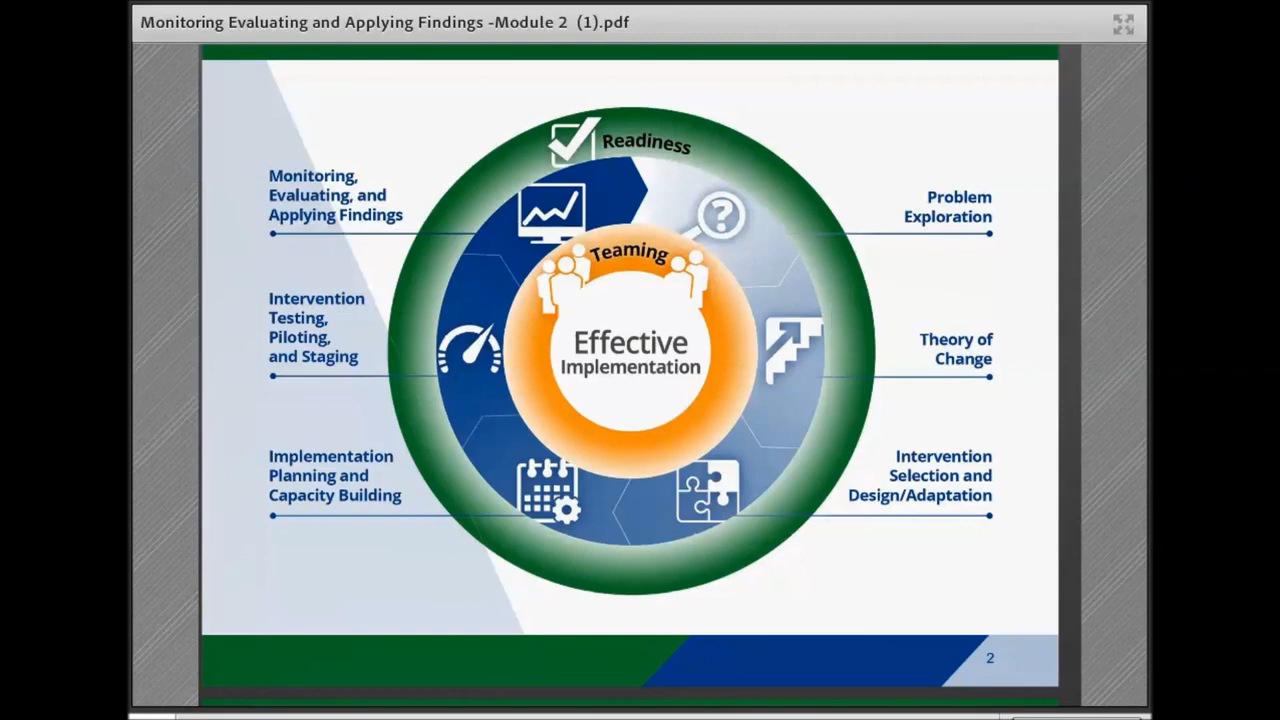 Monitoring Evaluating and Applying Findings -Module 2 (1).pdf
Readiness
Monitoring,
Evaluating, and
Applying Findings
Problem
Exploration
Teaming
Intervention
Testing,
Piloting,
and Staging
Effective
Implementation
Theory of
Change
Implementation
Planning and
Capacity Building
Intervention
Selection and
Design/Adaptation
?
2